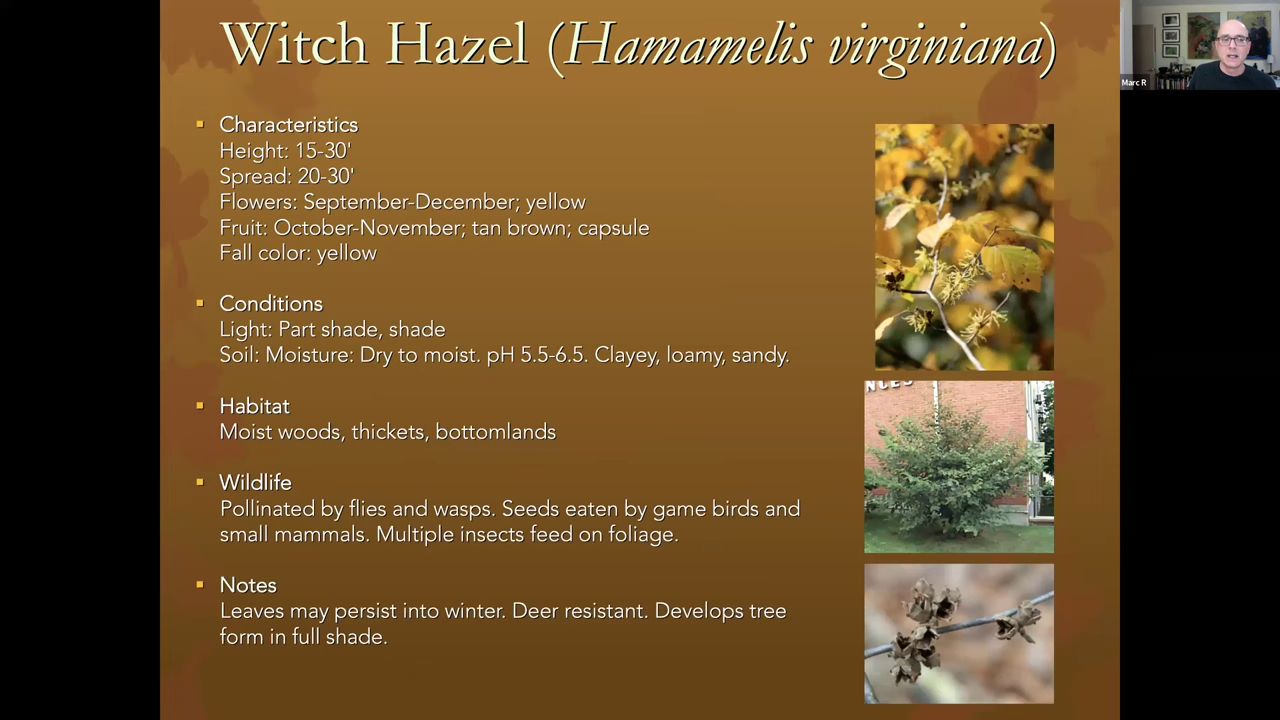 Witch Hazel (Hamamelis virginiana)
Marc R
▪ Characteristics
Height: 15-30'
Spread: 20-30'
Flowers: September-December; yellow
Fruit: October-November; tan brown; capsule
Fall color: yellow
▪ Conditions
Light: Part shade, shade
Soil: Moisture: Dry to moist. pH 5.5-6.5. Clayey, loamy, sandy.
▪ Habitat
Moist woods, thickets, bottomlands
▪ Wildlife
Pollinated by flies and wasps. Seeds eaten by game birds and
small mammals. Multiple insects feed on foliage.
▪ Notes
Leaves may persist into winter. Deer resistant. Develops tree
form in full shade.
NCES